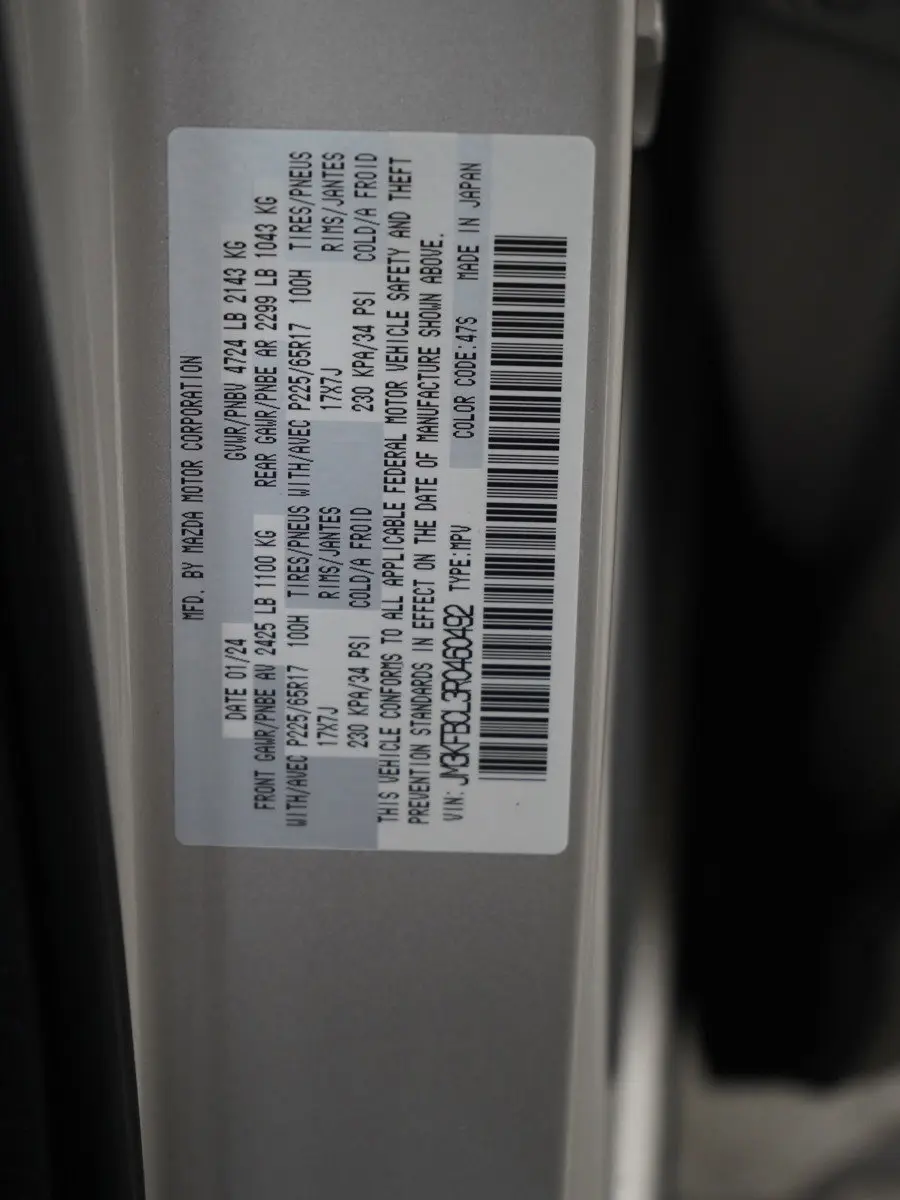 MFD. BY MAZDA MOTOR CORPORATION
DATE 01/24 GVWR/PNBV 4724 LB 2143 KG
FRONT GAWR/PNBE AV 2425 LB 1100 KG REAR GAWR/PNBE AR 2299 LB 1043 KG
WITH/AVEC P225/65R17 100H TIRES/PNEUS WITH/AVEC P225/65R17 100H TIRES/PNEUS
17X7J RIMS/JANTES 17X7J RIMS/JANTES
230 KPA/34 PSI COLD/A FROID 230 KPA/34 PSI COLD/A FROID
THIS VEHICLE CONFORMS TO ALL APPLICABLE FEDERAL MOTOR VEHICLE SAFETY AND THEFT
PREVENTION STANDARDS IN EFFECT ON THE DATE OF MANUFACTURE SHOWN ABOVE.
VIN: JM3KFBCL3R0460492 TYPE:MPV COLOR CODE:47S MADE IN JAPAN